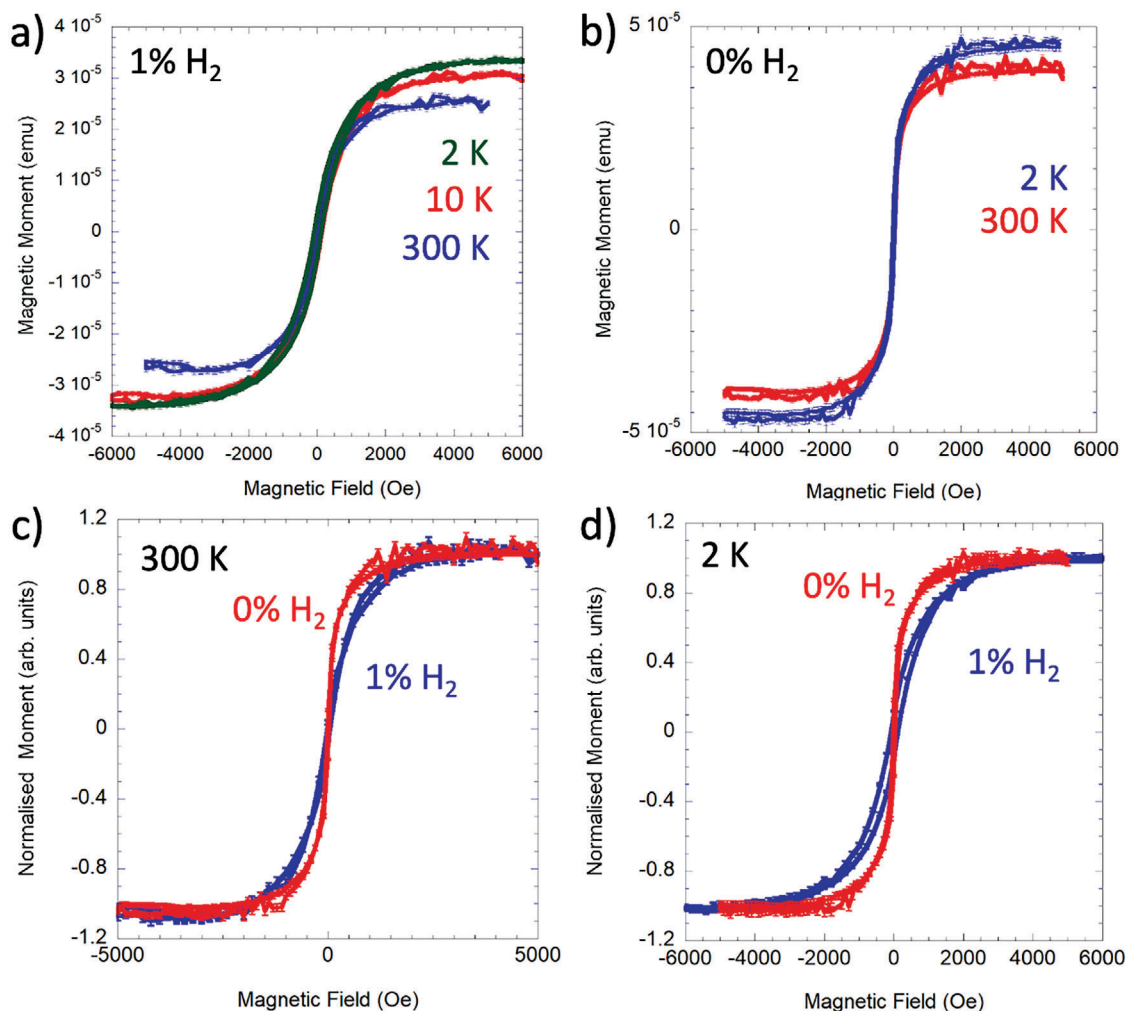 a)
1% H2
4 10-5
3 10-5
2 10-5
1 10-5
0
-1 10-5
-2 10-5
-3 10-5
-4 10-5
Magnetic Moment (emu)
2 K
10 K
300 K
-6000 -4000 -2000 0 2000 4000 6000
Magnetic Field (Oe)
b)
0% H2
5 10-5
0
-5 10-5
Magnetic Moment (emu)
2 K
300 K
-6000 -4000 -2000 0 2000 4000 6000
Magnetic Field (Oe)
c)
300 K
1.2
0.8
0.4
0
-0.4
-0.8
-1.2
Normalised Moment (arb. units)
0% H2
1% H2
-5000 0 5000
Magnetic Field (Oe)
d)
2 K
1.2
0.8
0.4
0
-0.4
-0.8
-1.2
Normalised Moment (arb. units)
0% H2
1% H2
-6000 -4000 -2000 0 2000 4000 6000
Magnetic Field (Oe)